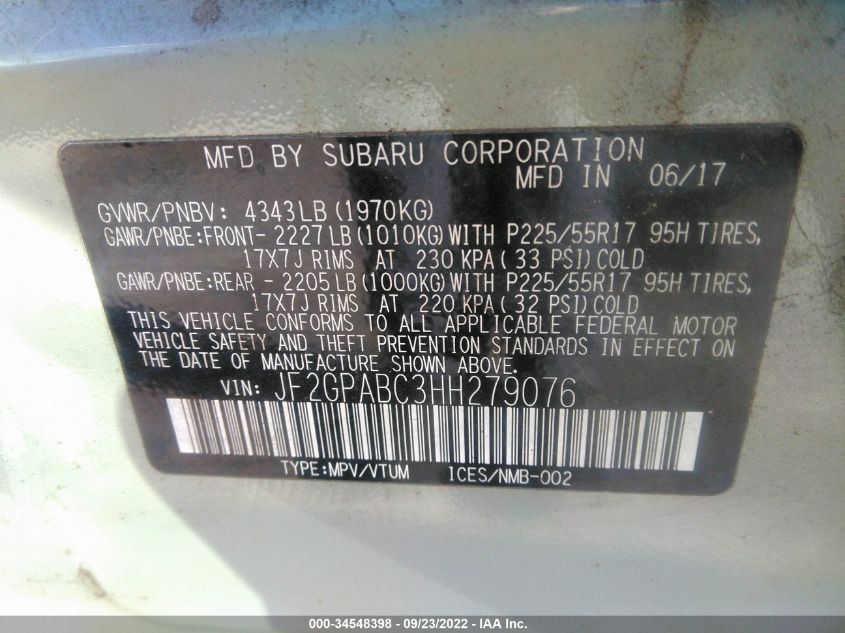 MFD BY SUBARU CORPORATION
MFD IN 06/17
GVWR/PNBV: 4343LB (1970KG)
GAWR/PNBE:FRONT- 2227LB (1010KG) WITH P225/55R17 95H TIRES,
17X7J RIMS AT 230 KPA ( 33 PSI) COLD
GAWR/PNBE:REAR - 2205LB (1000KG) WITH P225/55R17 95H TIRES,
17X7J RIMS AT 220 KPA ( 32 PSI) COLD
THIS VEHICLE CONFORMS TO ALL APPLICABLE FEDERAL MOTOR
VEHICLE SAFETY AND THEFT PREVENTION STANDARDS IN EFFECT ON
THE DATE OF MANUFACTURE SHOWN ABOVE.
VIN: JF2GPABC3HH279076
TYPE:MPV/VTUM ICES/NMB-002
000-34548398 - 09/23/2022 - IAA Inc.